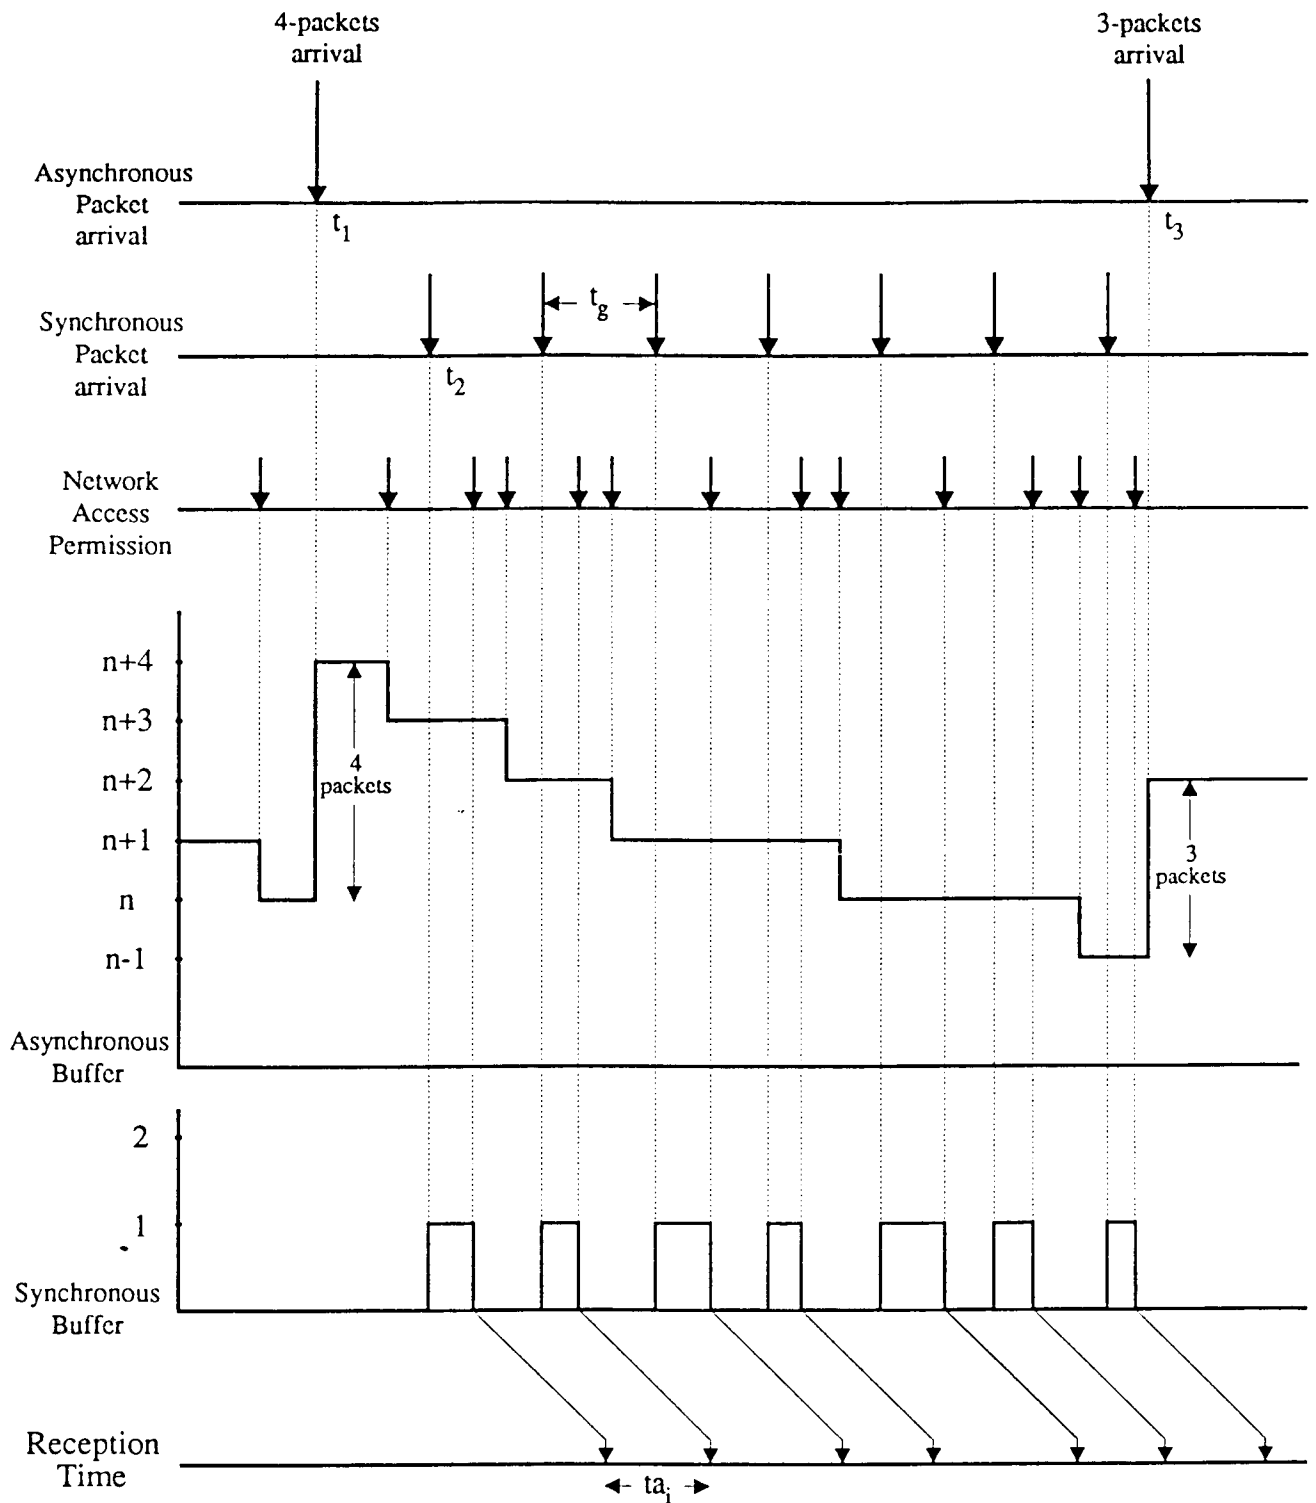 4-packets
arrival
3-packets
arrival
Asynchronous
Packet
arrival
t1
t3
Synchronous
Packet
arrival
tg
t2
Network
Access
Permission
n+4
n+3
n+2
n+1
n
n-1
4
packets
3
packets
Asynchronous
Buffer
2
1
Synchronous
Buffer
Reception
Time
tai